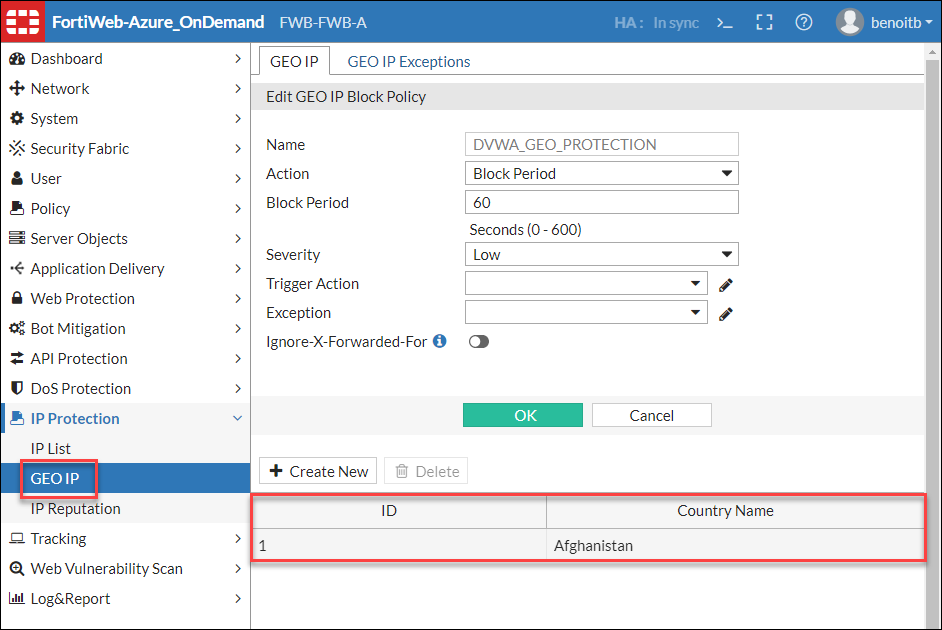 FortiWeb-Azure_OnDemand FWB-FWB-A HA : In sync benoitb
Dashboard
Network
System
Security Fabric
User
Policy
Server Objects
Application Delivery
Web Protection
Bot Mitigation
API Protection
DoS Protection
IP Protection
IP List
GEO IP
IP Reputation
Tracking
Web Vulnerability Scan
Log&Report
GEO IP GEO IP Exceptions
Edit GEO IP Block Policy
Name DVWA_GEO_PROTECTION
Action Block Period
Block Period 60
Seconds (0 - 600)
Severity Low
Trigger Action
Exception
Ignore-X-Forwarded-For
OK Cancel
Create New Delete
ID Country Name
1 Afghanistan